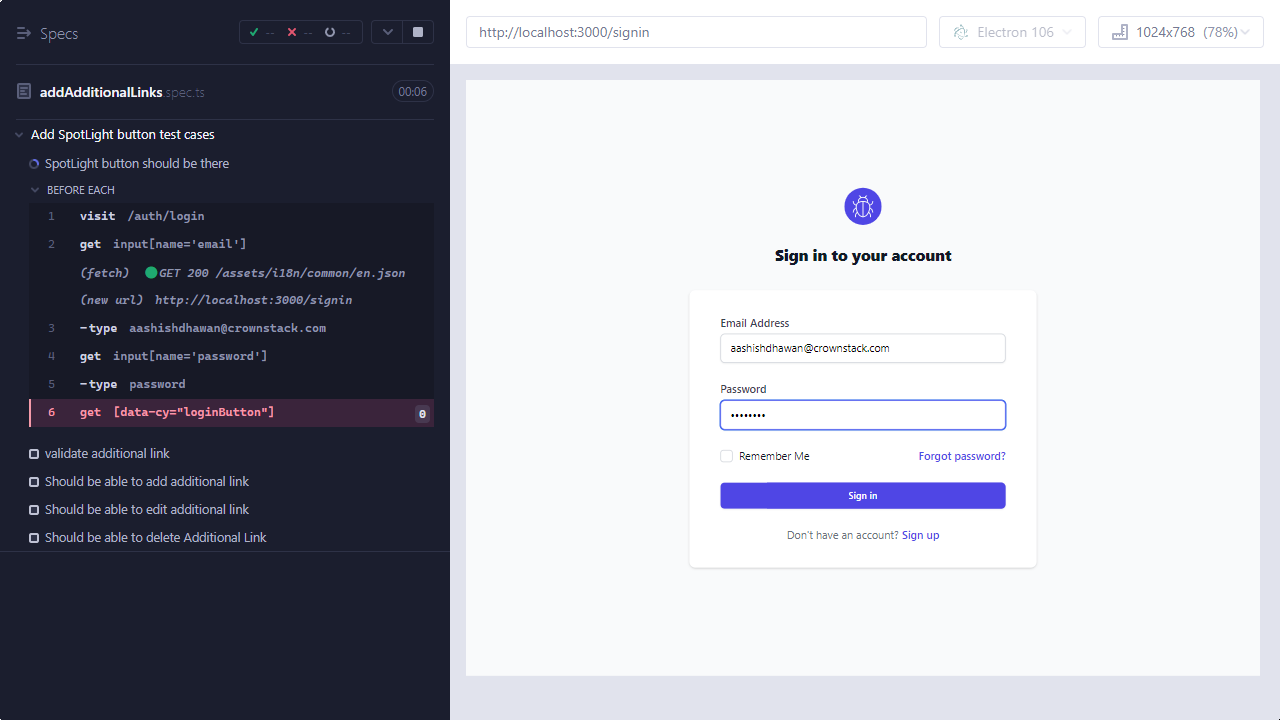 Specs
-- -- --
addAdditionalLinks.spec.ts 00:06
Add SpotLight button test cases
SpotLight button should be there
BEFORE EACH
1 visit /auth/login
2 get input[name='email']
(fetch) GET 200 /assets/i18n/common/en.json
(new url) http://localhost:3000/signin
3 -type aashishdhawan@crownstack.com
4 get input[name='password']
5 -type password
6 get [data-cy="loginButton"] 0
validate additional link
Should be able to add additional link
Should be able to edit additional link
Should be able to delete Additional Link
http://localhost:3000/signin
Electron 106
1024x768 (78%)
Sign in to your account
Email Address
aashishdhawan@crownstack.com
Password
••••••••
Remember Me Forgot password?
Sign in
Don't have an account? Sign up